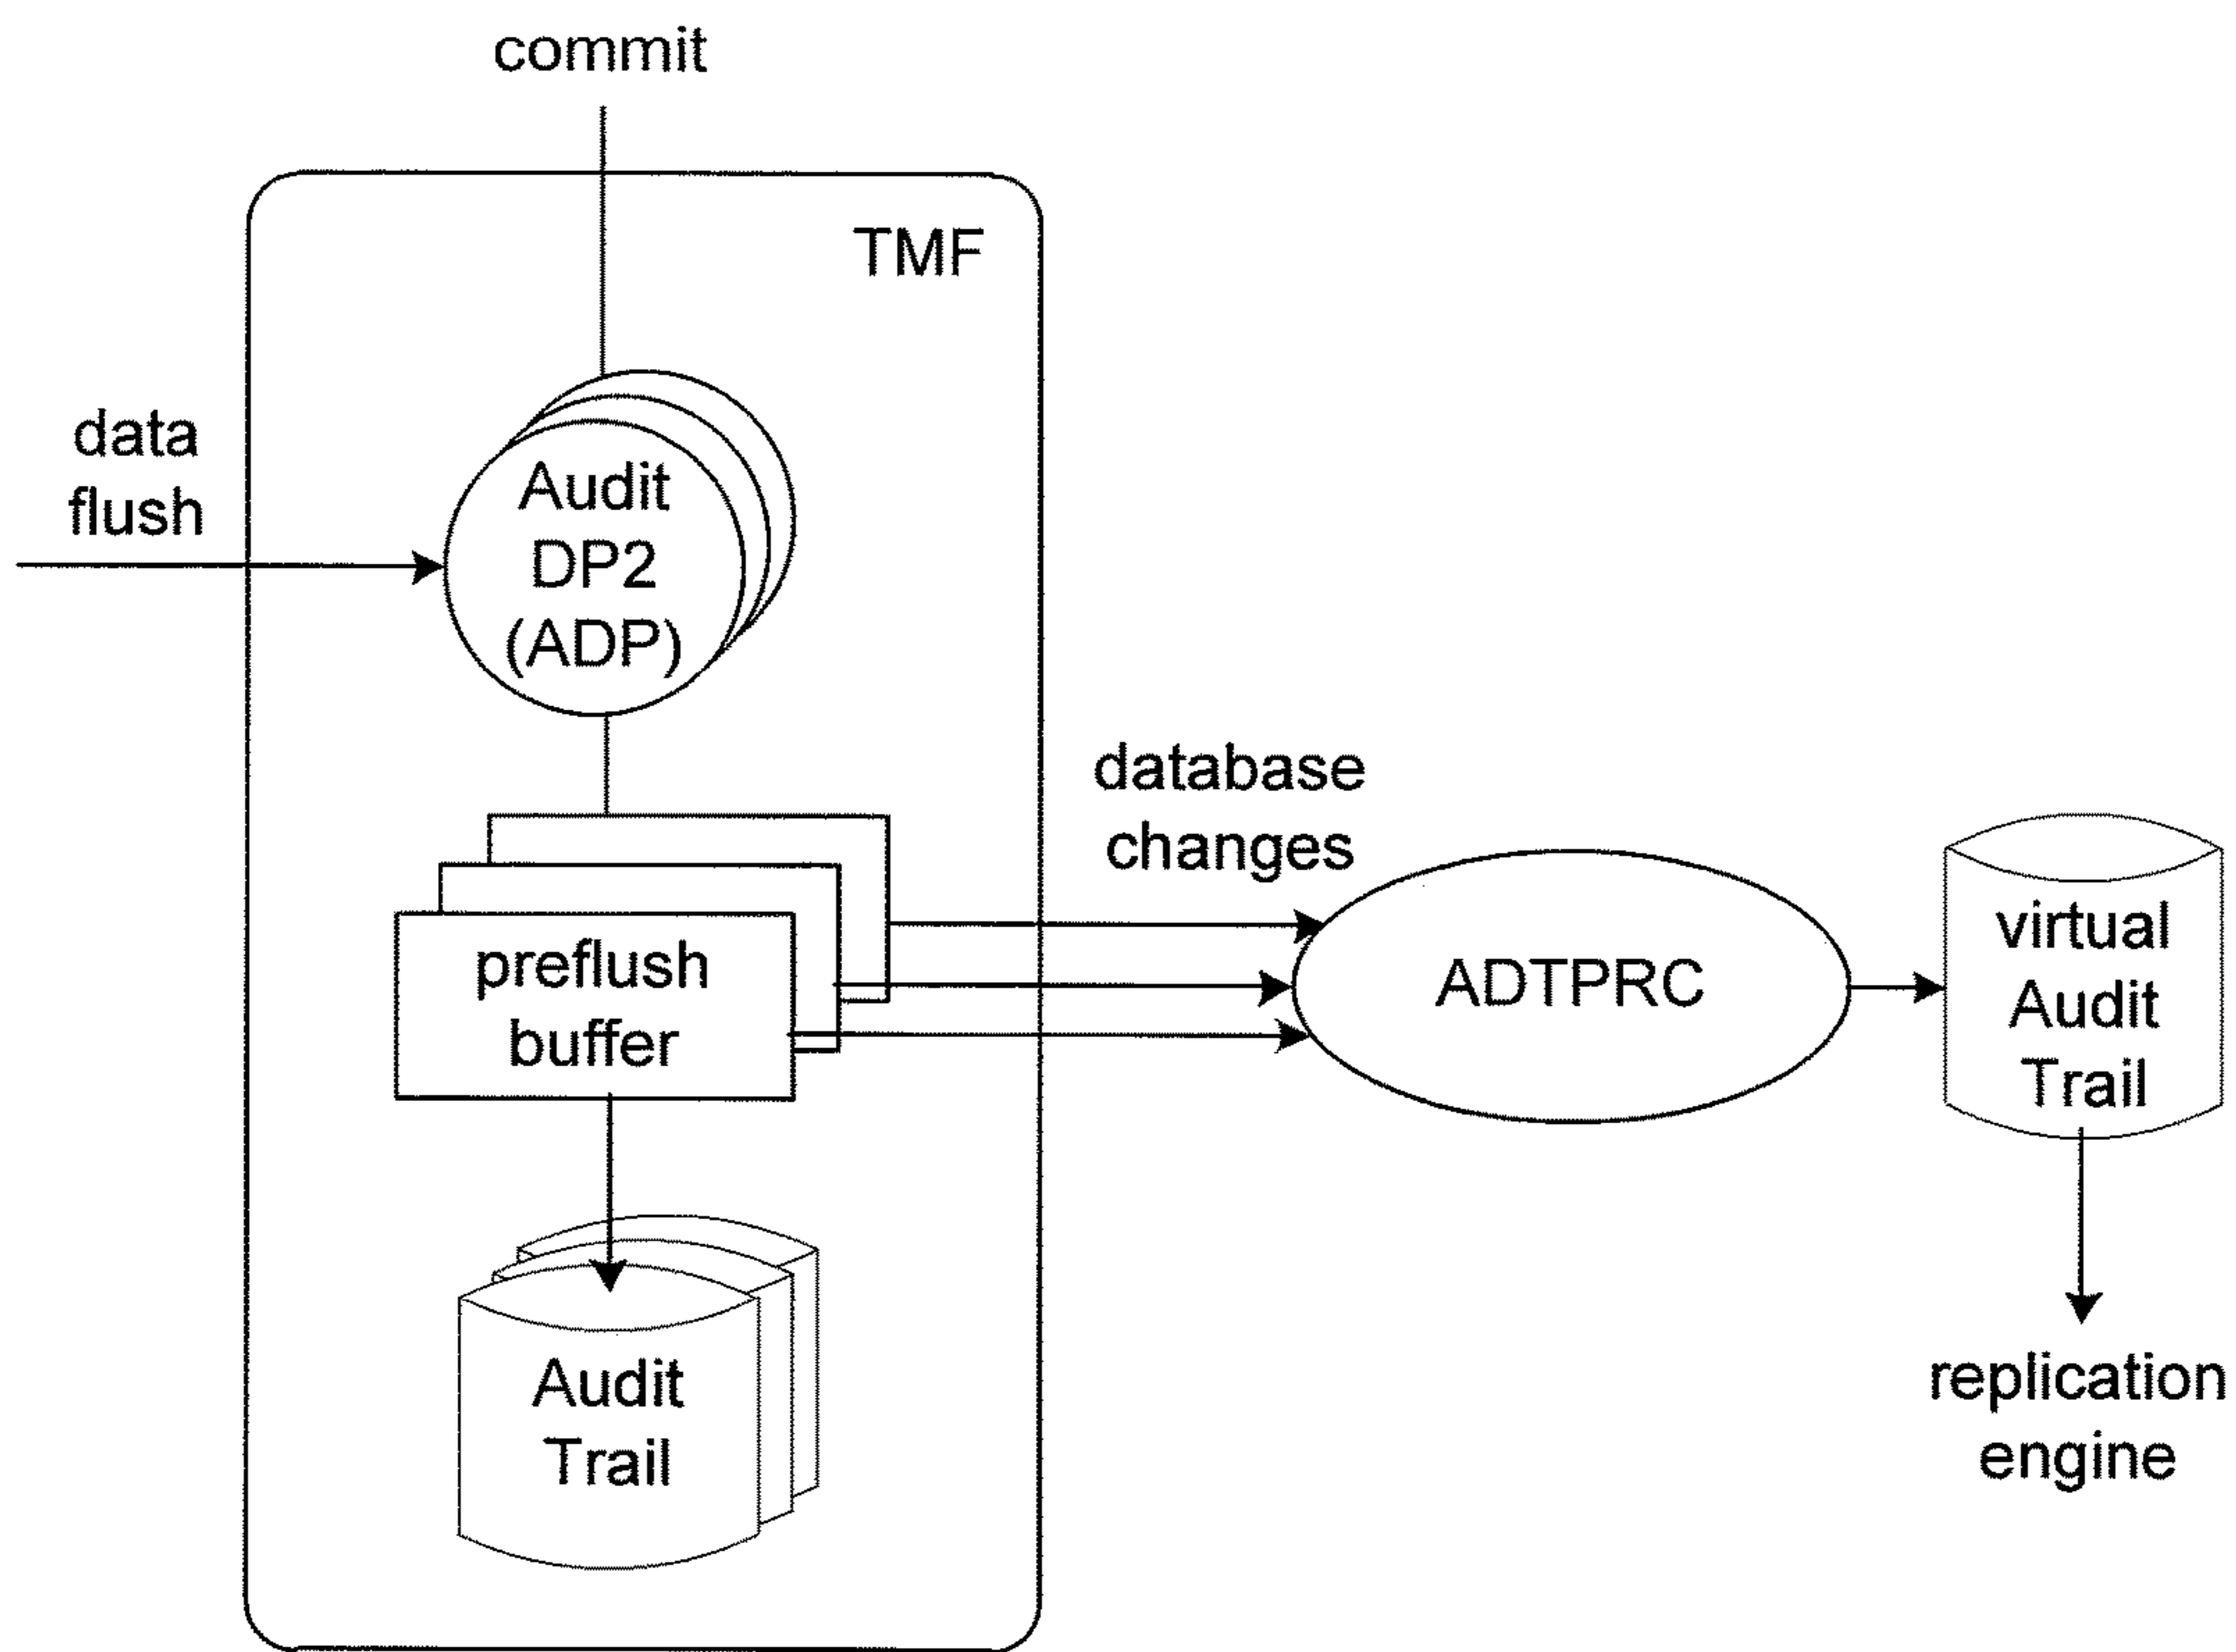 commit
TMF
data
flush
Audit
DP2
(ADP)
database
changes
preflush
buffer
ADTPRC
virtual
Audit
Trail
Audit
Trail
replication
engine